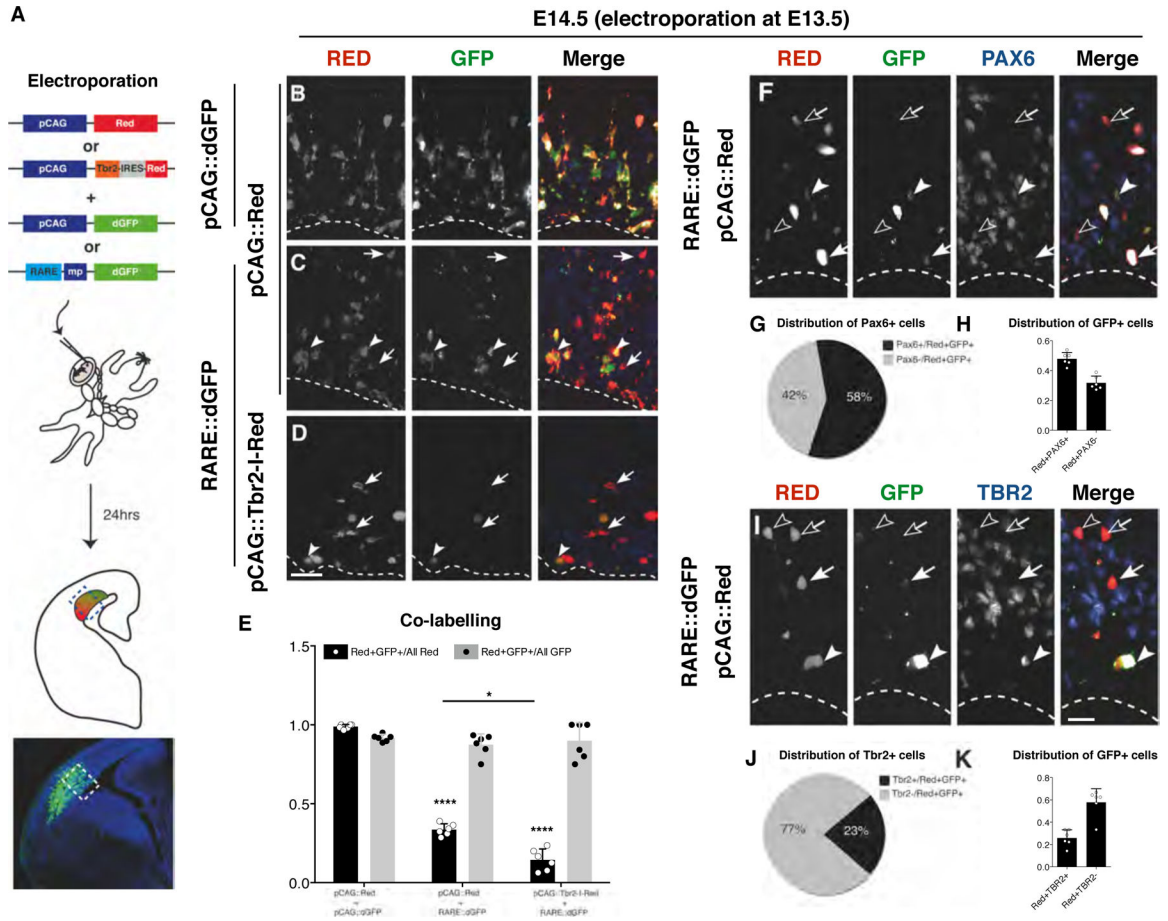 A
E14.5 (electroporation at E13.5)
Electroporation
pCAG Red
or
pCAG Tbr2-IRES-Red
+
pCAG dGFP
or
RARE mp dGFP
24hrs
RED GFP Merge
pCAG::dGFP
pCAG::Red
RARE::dGFP
pCAG::Tbr2-I-Red
B
C
D
E
Co-labelling
Red+GFP+/All Red
Red+GFP+/All GFP
*
1.0
0.5
0.0
****
****
pCAG::Red
+
pCAG::dGFP
pCAG::Red
+
RARE::dGFP
pCAG::Tbr2-I-Red
+
RARE::dGFP
RED GFP PAX6 Merge
RARE::dGFP
pCAG::Red
F
G
Distribution of Pax6+ cells
Pax6+/Red+GFP+
Pax6-/Red+GFP+
42%
58%
H
Distribution of GFP+ cells
0.6
0.4
0.2
0.0
Red+PAX6+
Red+PAX6-
RED GFP TBR2 Merge
RARE::dGFP
pCAG::Red
I
J
Distribution of Tbr2+ cells
Tbr2+/Red+GFP+
Tbr2-/Red+GFP+
77%
23%
K
Distribution of GFP+ cells
0.8
0.6
0.4
0.2
0.0
Red+TBR2+
Red+TBR2-